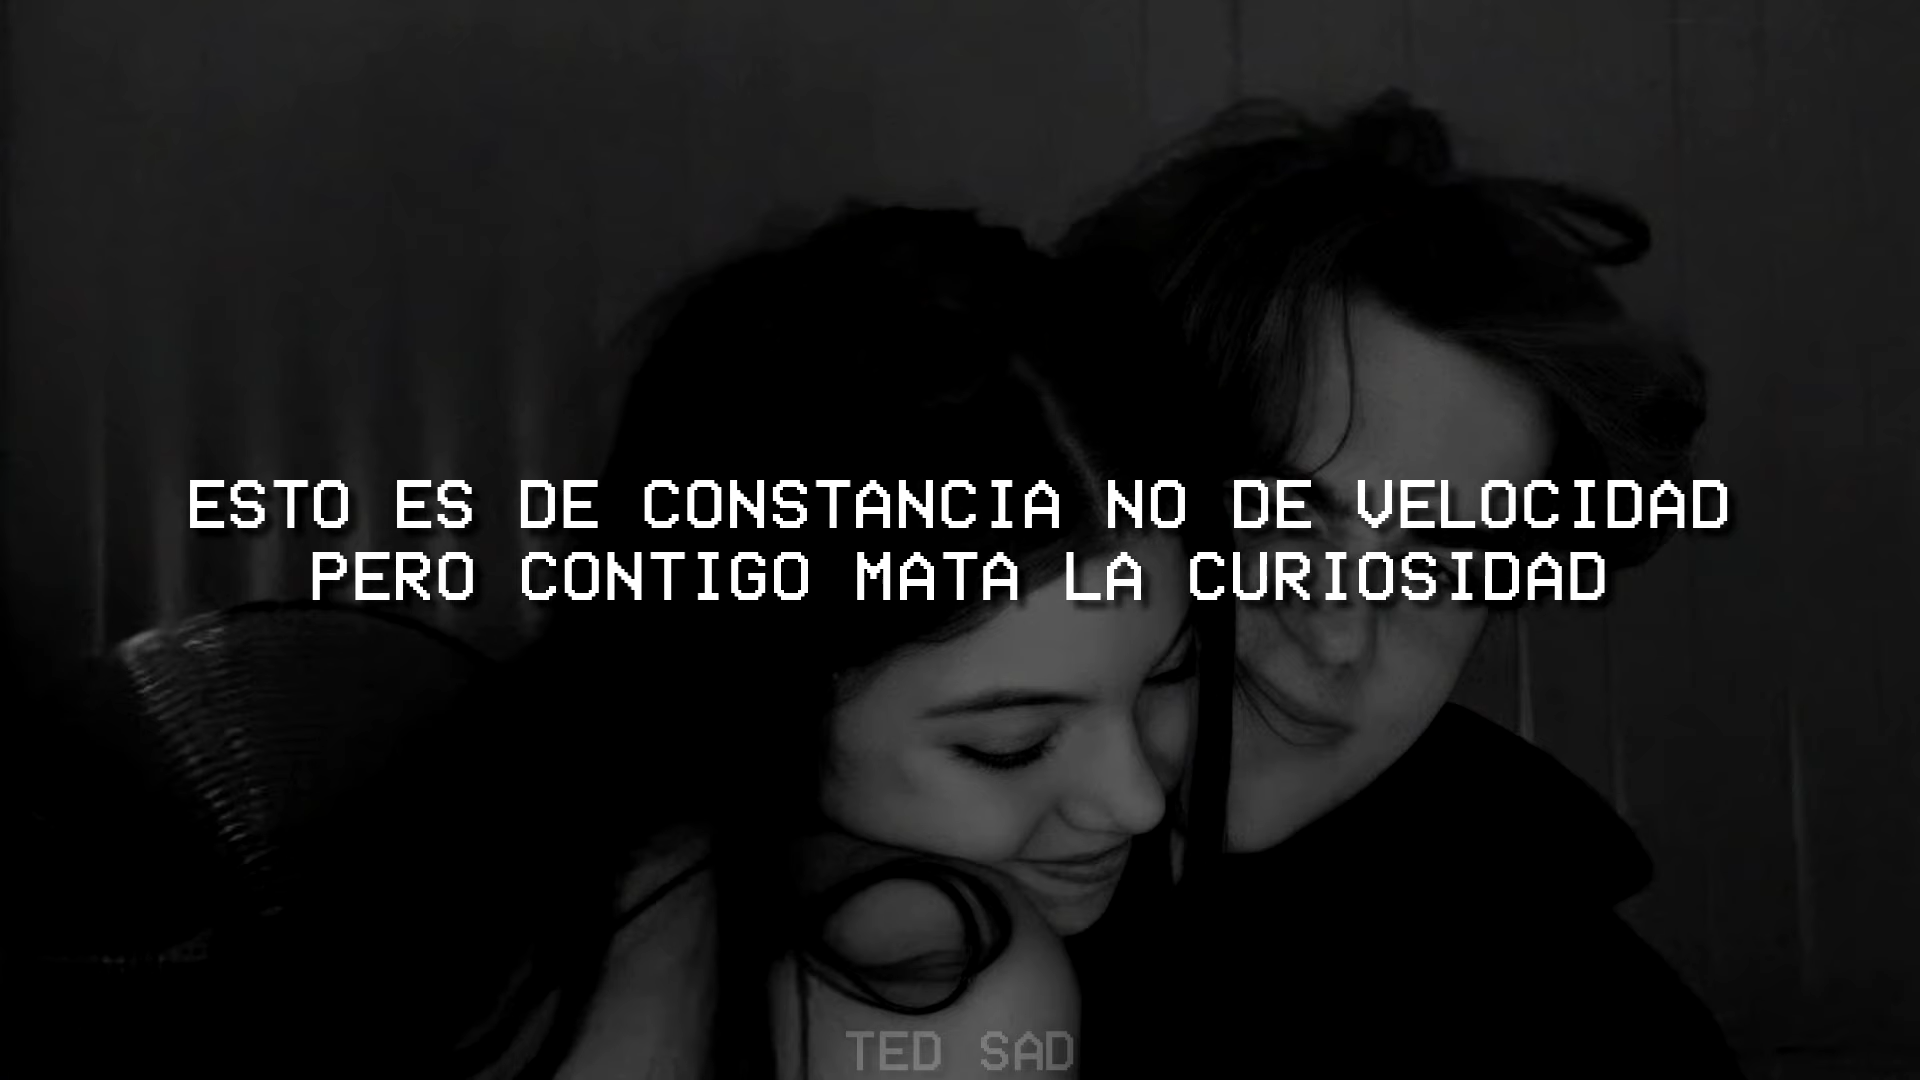 ESTO ES DE CONSTANCIA NO DE VELOCIDAD
PERO CONTIGO MATA LA CURIOSIDAD
TED SAD